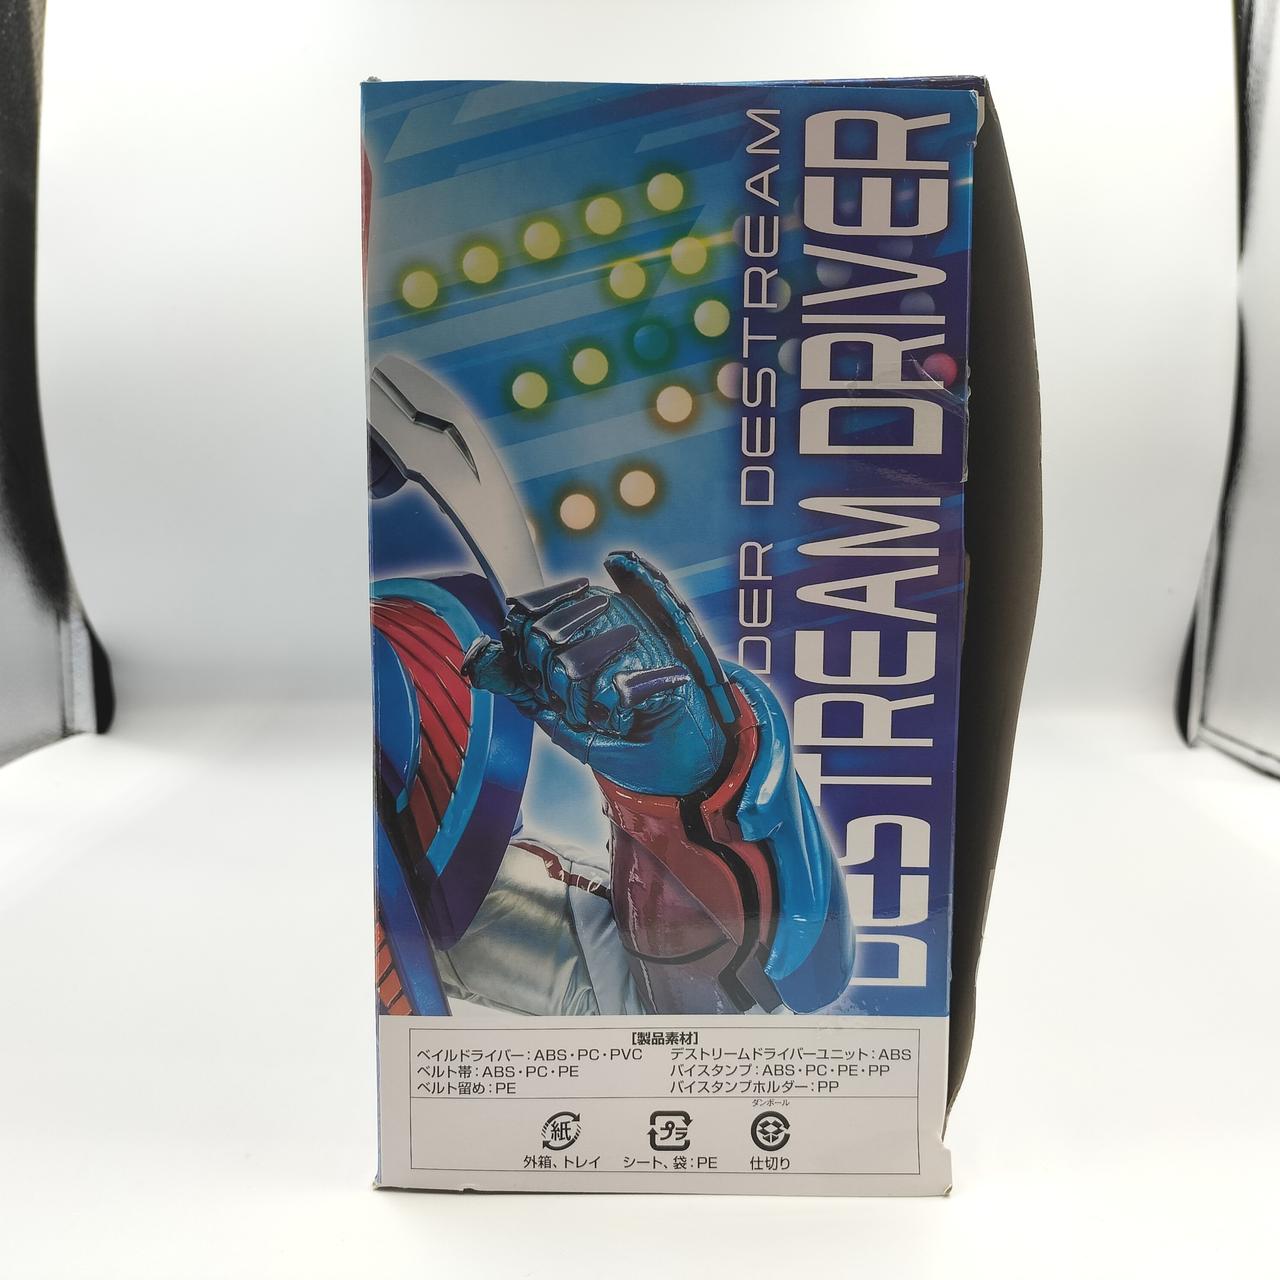 DER DESTREAM
DESTREAM DRIVER
[製品素材]
ベイルドライバー：ABS・PC・PVC
ベルト帯：ABS・PC・PE
ベルト留め：PE
デストリームドライバーユニット：ABS
バイスタンプ：ABS・PC・PE・PP
バイスタンプホルダー：PP
紙
外箱、トレイ
プラ
シート、袋：PE
ダンボール
仕切り